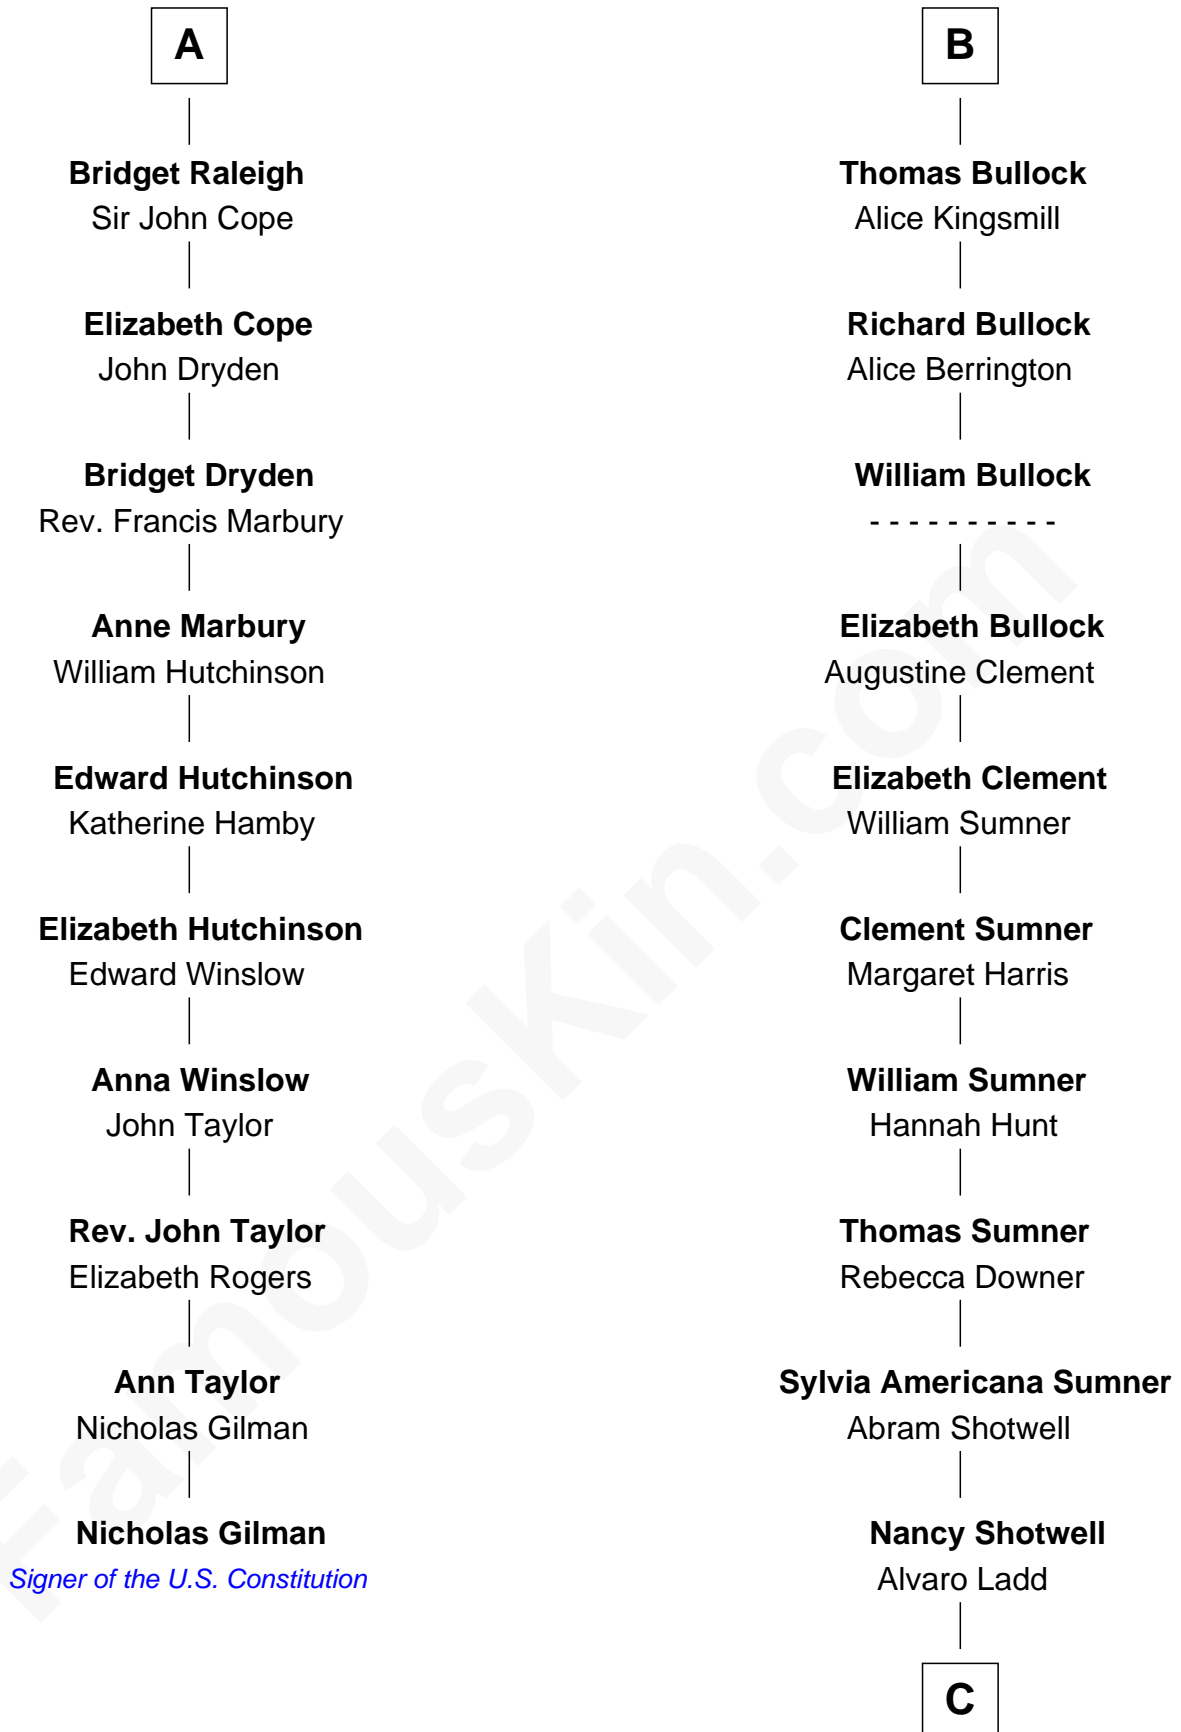 A
Bridget Raleigh
Sir John Cope
Elizabeth Cope
John Dryden
Bridget Dryden
Rev. Francis Marbury
Anne Marbury
William Hutchinson
Edward Hutchinson
Katherine Hamby
Elizabeth Hutchinson
Edward Winslow
Anna Winslow
John Taylor
Rev. John Taylor
Elizabeth Rogers
Ann Taylor
Nicholas Gilman
Nicholas Gilman
Signer of the U.S. Constitution
B
Thomas Bullock
Alice Kingsmill
Richard Bullock
Alice Berrington
William Bullock
- - - - - - - - - -
Elizabeth Bullock
Augustine Clement
Elizabeth Clement
William Sumner
Clement Sumner
Margaret Harris
William Sumner
Hannah Hunt
Thomas Sumner
Rebecca Downer
Sylvia Americana Sumner
Abram Shotwell
Nancy Shotwell
Alvaro Ladd
C
FamousKin.com